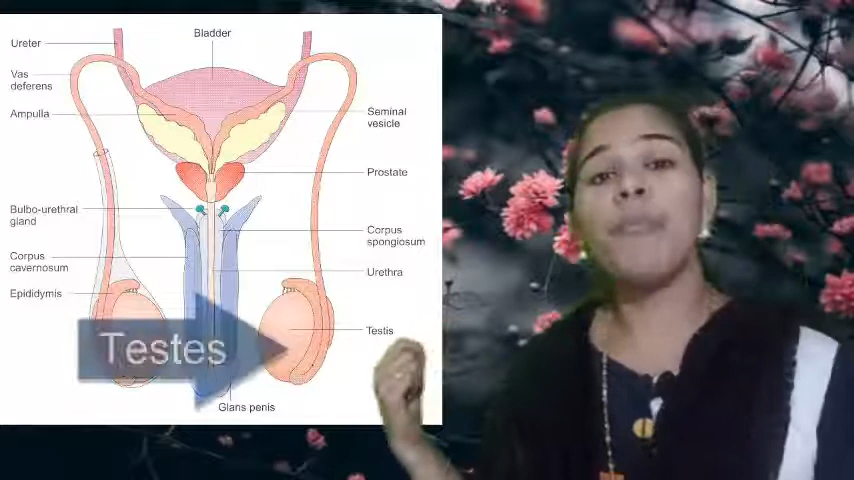 Bladder
Ureter
Vas
deferens
Ampulla
Seminal
vesicle
Prostate
Bulbo-urethral
gland
Corpus
spongiosum
Corpus
cavernosum
Urethra
Epididymis
Testis
Testes
Glans penis